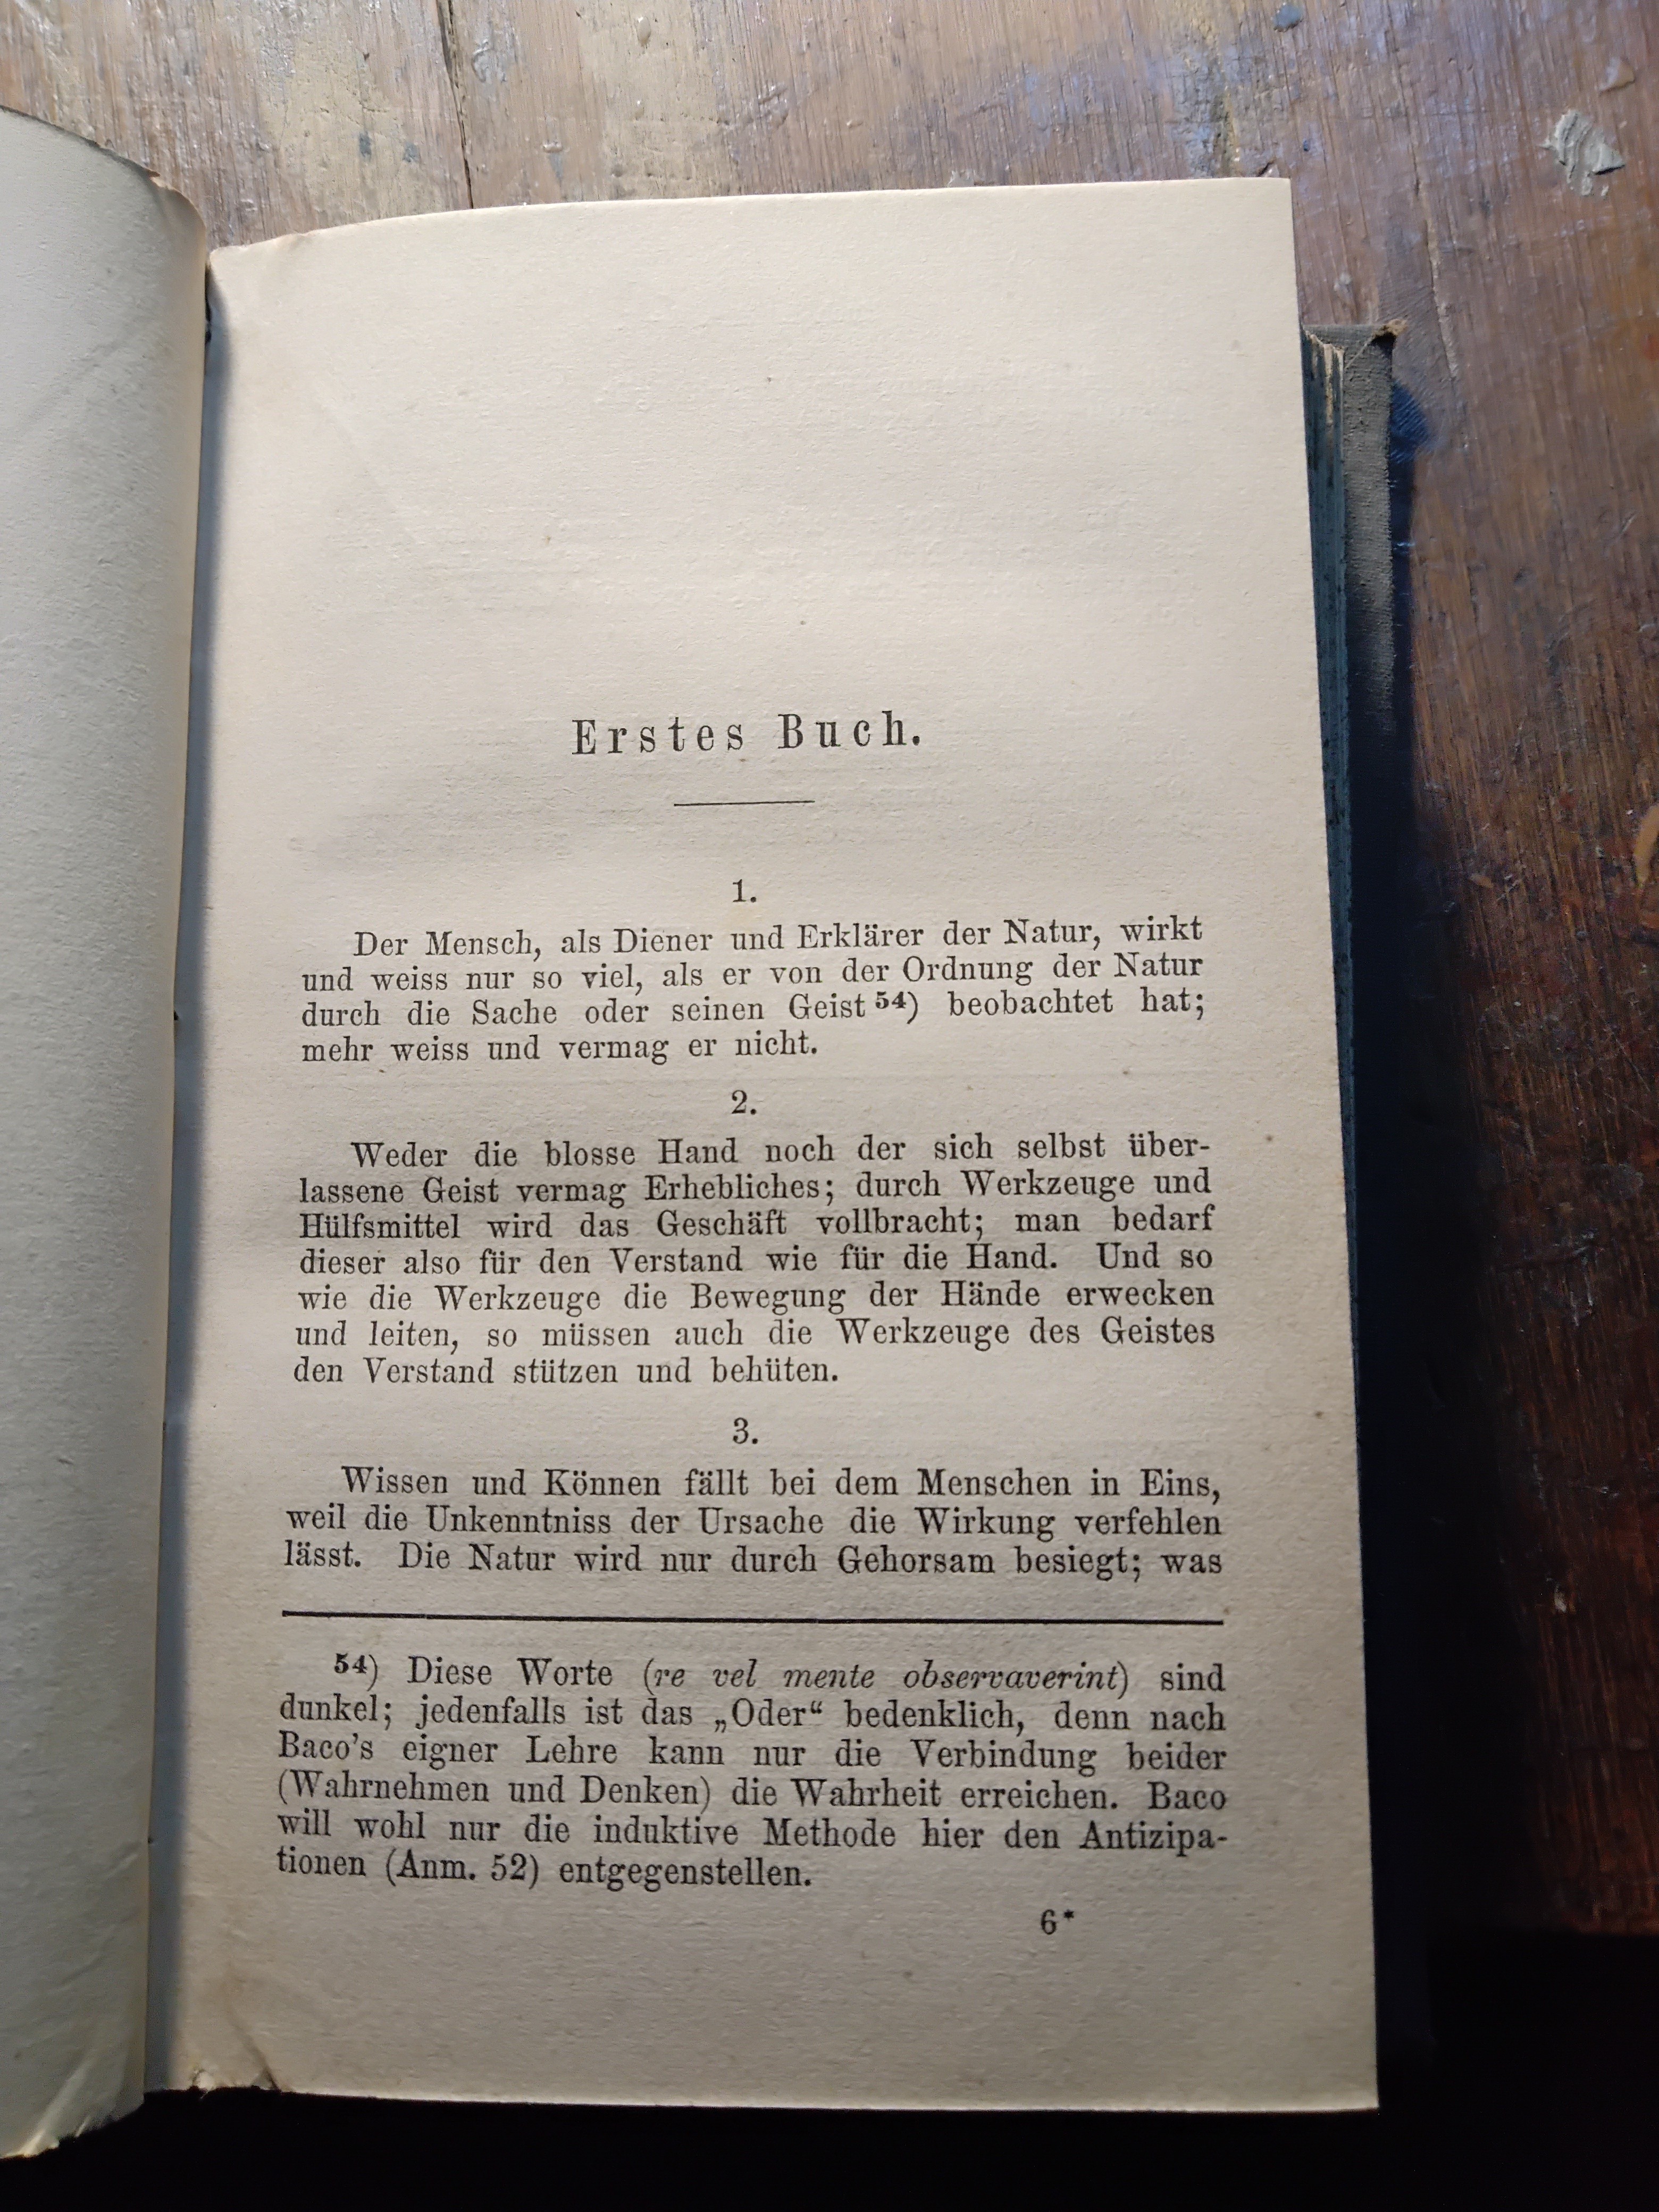 Erstes Buch.
1.
Der Mensch, als Diener und Erklärer der Natur, wirkt
und weiss nur so viel, als er von der Ordnung der Natur
durch die Sache oder seinen Geist 54) beobachtet hat;
mehr weiss und vermag er nicht.
2.
Weder die blosse Hand noch der sich selbst über-
lassene Geist vermag Erhebliches; durch Werkzeuge und
Hülfsmittel wird das Geschäft vollbracht; man bedarf
dieser also für den Verstand wie für die Hand. Und so
wie die Werkzeuge die Bewegung der Hände erwecken
und leiten, so müssen auch die Werkzeuge des Geistes
den Verstand stützen und behüten.
3.
Wissen und Können fällt bei dem Menschen in Eins,
weil die Unkenntniss der Ursache die Wirkung verfehlen
lässt. Die Natur wird nur durch Gehorsam besiegt; was
54) Diese Worte (re vel mente observaverint) sind
dunkel; jedenfalls ist das „Oder“ bedenklich, denn nach
Baco's eigner Lehre kann nur die Verbindung beider
(Wahrnehmen und Denken) die Wahrheit erreichen. Baco
will wohl nur die induktive Methode hier den Antizipa-
tionen (Anm. 52) entgegenstellen.
6*